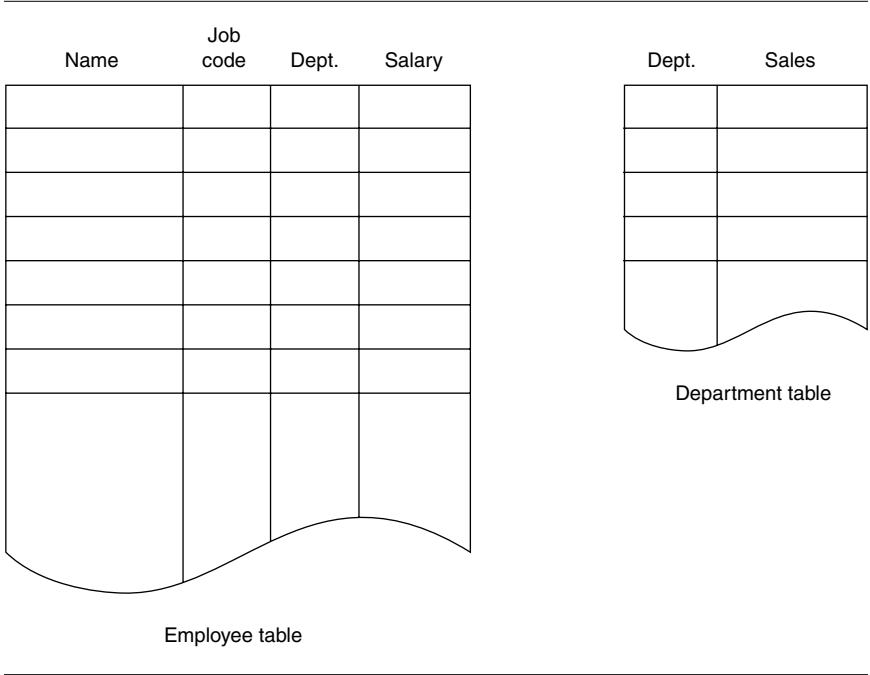 Job
Name code Dept. Salary
Dept. Sales
Department table
Employee table